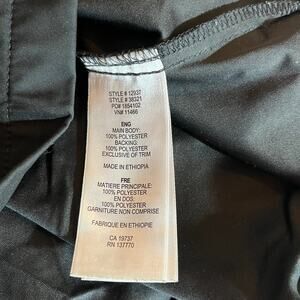 STYLE # 12937
STYLE # 38321
PO# 1854102
VN# 11466
ENG
MAIN BODY:
100% POLYESTER
BACKING:
100% POLYESTER
EXCLUSIVE OF TRIM
MADE IN ETHIOPIA
FRE
MATIERE PRINCIPALE:
100% POLYESTER
EN DOS:
100% POLYESTER
GARNITURE NON COMPRISE
FABRIQUE EN ETHIOPIE
CA 19737
RN 137770